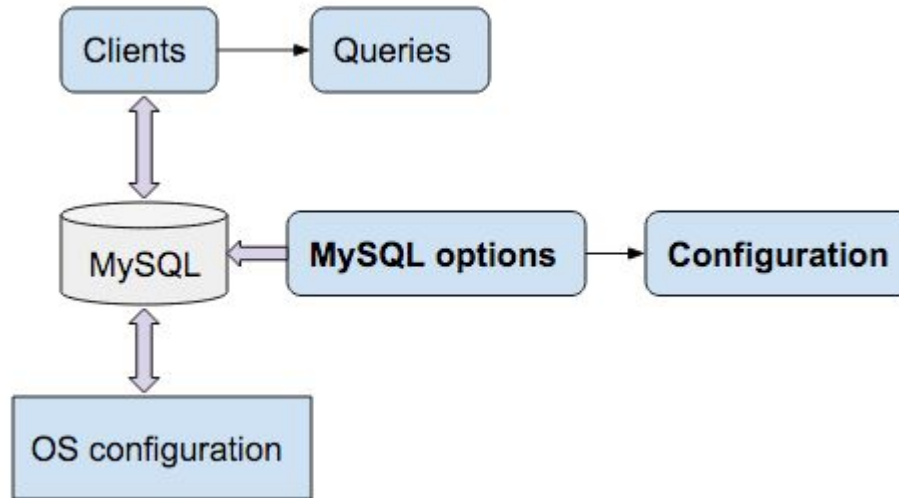 Clients
Queries
MySQL
MySQL options
Configuration
OS configuration